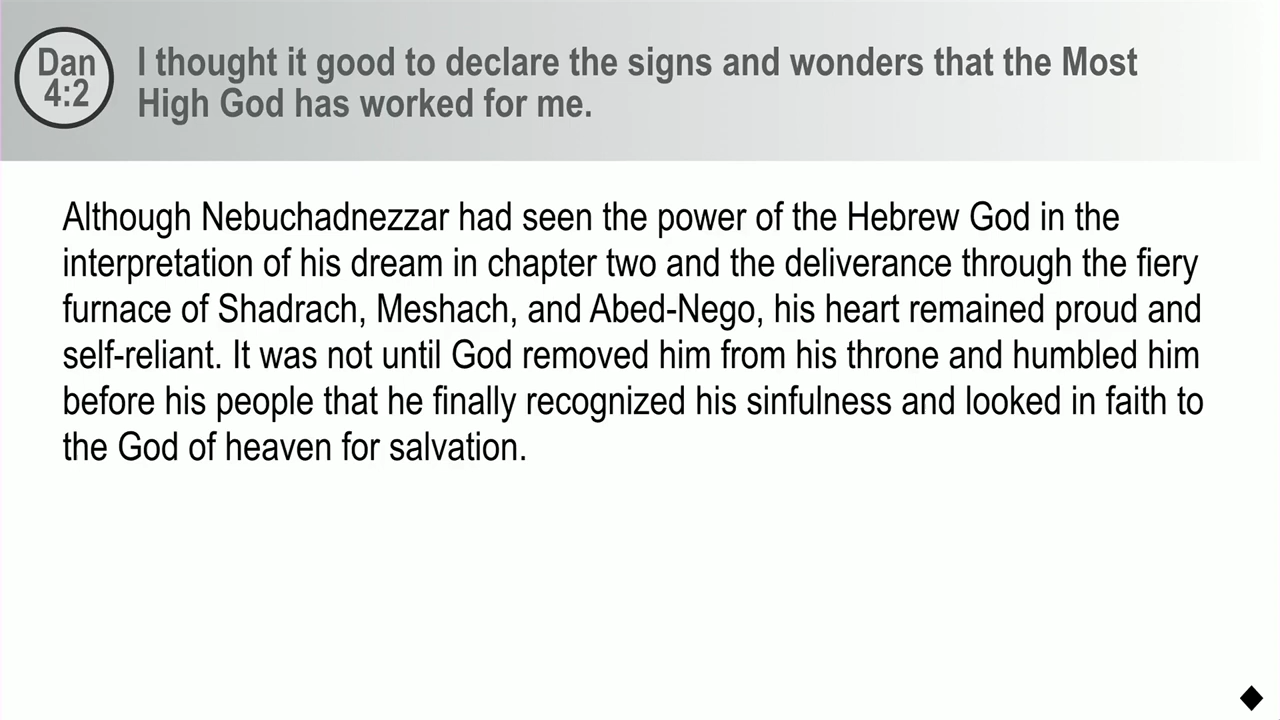 Dan
4:2
I thought it good to declare the signs and wonders that the Most
High God has worked for me.
Although Nebuchadnezzar had seen the power of the Hebrew God in the
interpretation of his dream in chapter two and the deliverance through the fiery
furnace of Shadrach, Meshach, and Abed-Nego, his heart remained proud and
self-reliant. It was not until God removed him from his throne and humbled him
before his people that he finally recognized his sinfulness and looked in faith to
the God of heaven for salvation.